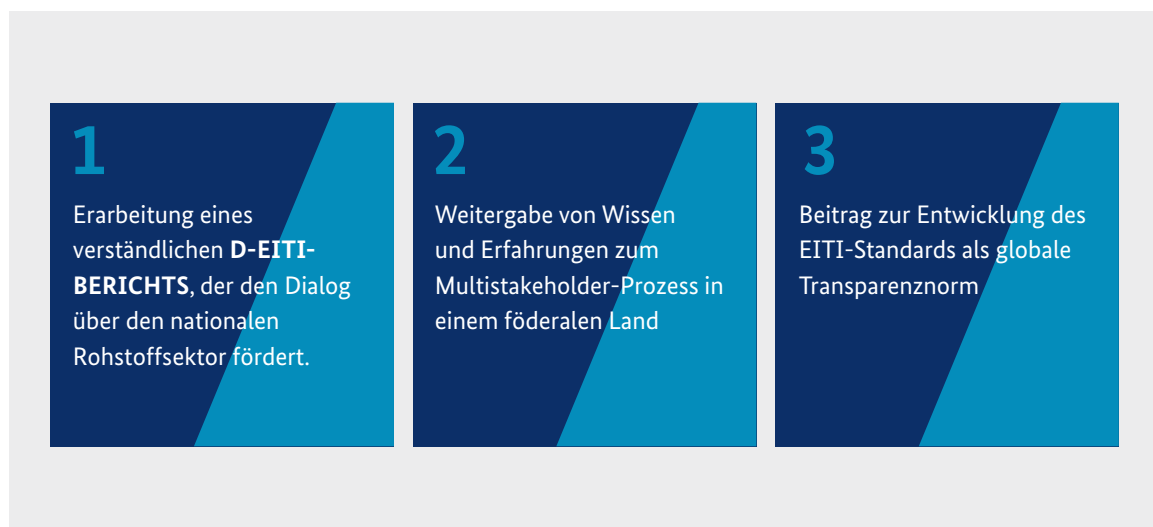 1
Erarbeitung eines
verständlichen D-EITI-
BERICHTS, der den Dialog
über den nationalen
Rohstoffsektor fördert.
2
Weitergabe von Wissen
und Erfahrungen zum
Multistakeholder-Prozess in
einem föderalen Land
3
Beitrag zur Entwicklung des
EITI-Standards als globale
Transparenznorm